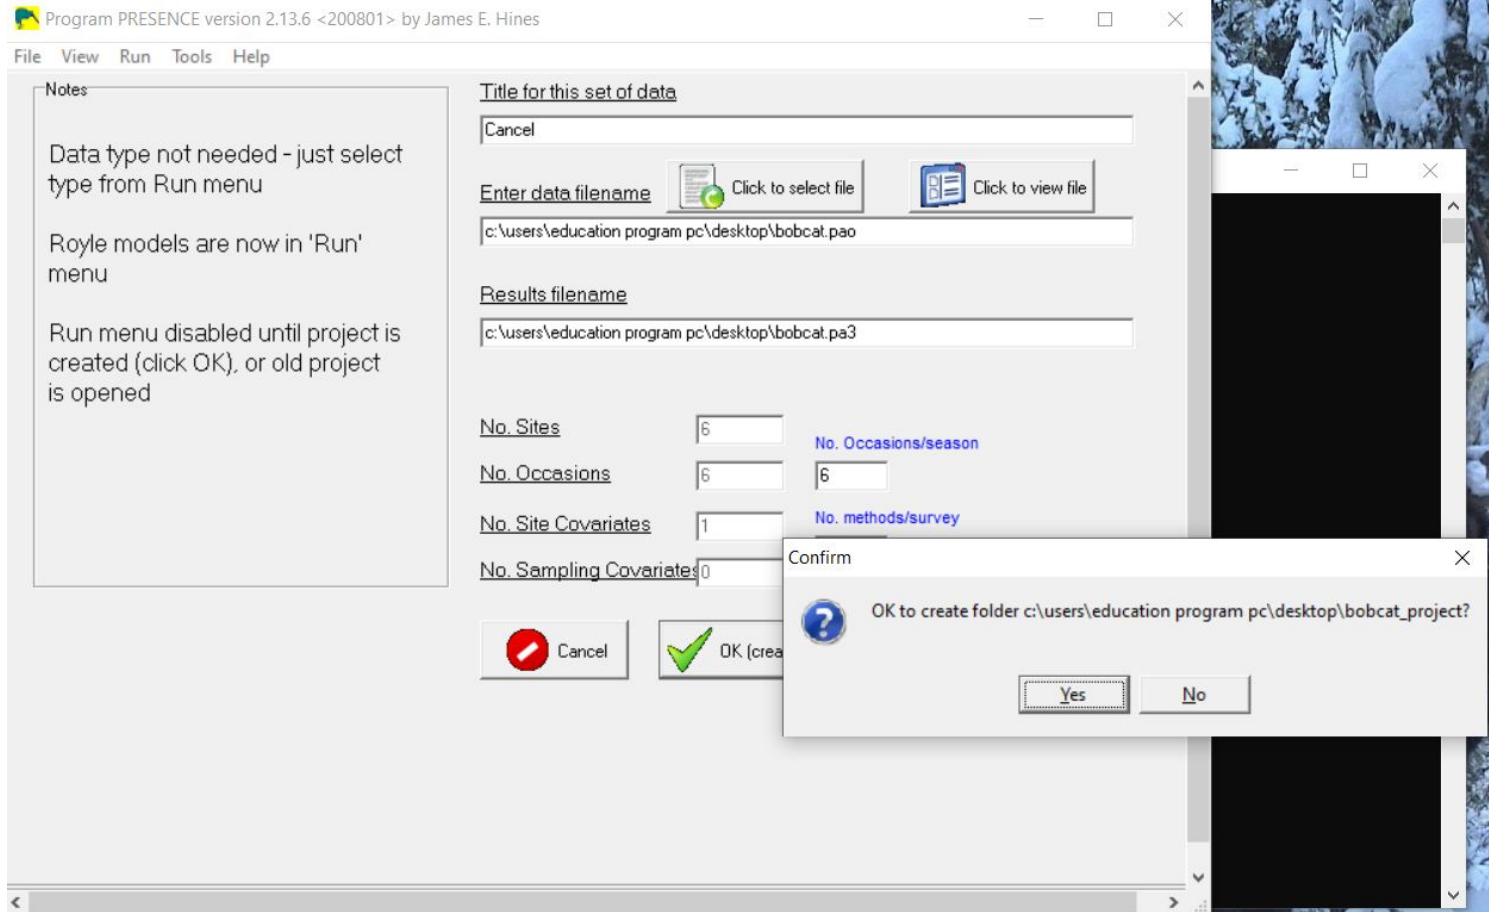 Program PRESENCE version 2.13.6 <200801> by James E. Hines
File View Run Tools Help
Notes
Data type not needed - just select
type from Run menu
Royle models are now in 'Run'
menu
Run menu disabled until project is
created (click OK), or old project
is opened
Title for this set of data
Cancel
Enter data filename
Click to select file
Click to view file
c:\users\education program pc\desktop\bobcat.pao
Results filename
c:\users\education program pc\desktop\bobcat.pa3
No. Sites 6
No. Occasions/season
No. Occasions 6 6
No. Site Covariates 1
No. methods/survey
No. Sampling Covariates 0
Cancel
OK (crea
Confirm
OK to create folder c:\users\education program pc\desktop\bobcat_project?
Yes No